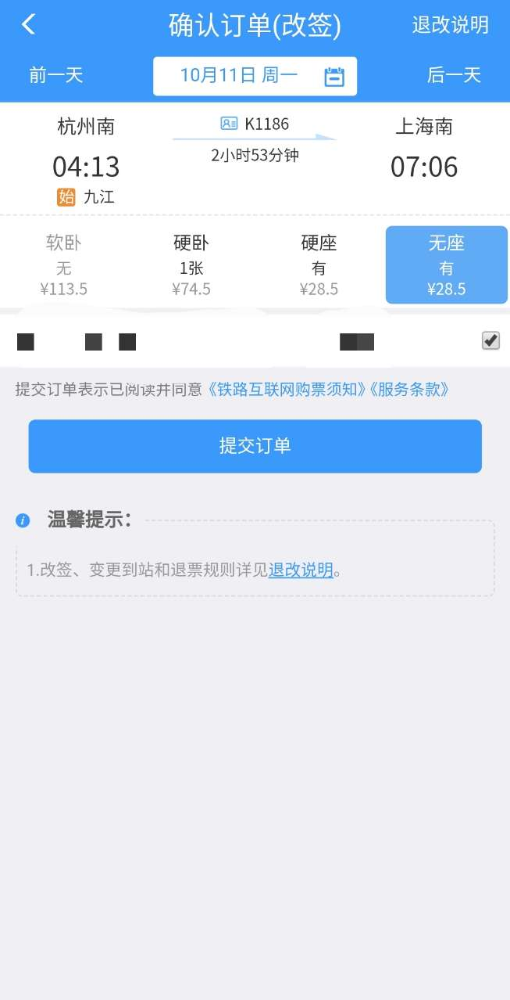 确认订单(改签) 退改说明
前一天 10月11日 周一 后一天
杭州南 K1186 上海南
04:13 2小时53分钟 07:06
始 九江
软卧 硬卧 硬座 无座
无 1张 有 有
¥113.5 ¥74.5 ¥28.5 ¥28.5
提交订单表示已阅读并同意《铁路互联网购票须知》《服务条款》
提交订单
温馨提示：
1.改签、变更到站和退票规则详见退改说明。